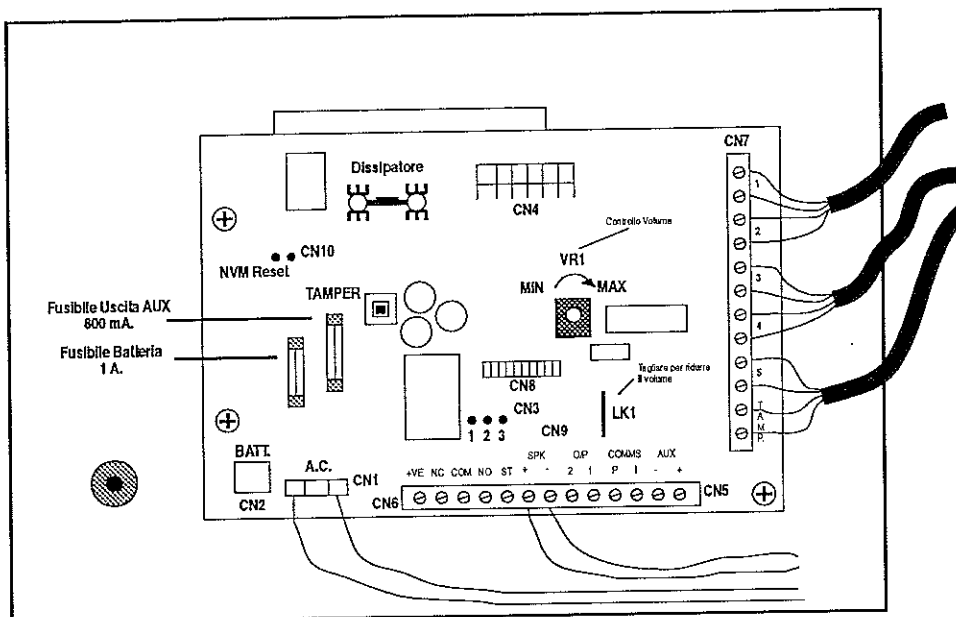 CN7
Dissipatore
1
CN4
Controllo Volume
2
CN10
VR1
NVM Reset
3
MIN
MAX
TAMPER
Fusibile Uscita AUX
800 mA.
4
Fusibile Batteria
1 A.
5
Tagliare per ridurre
il volume
CN8
CN3
LK1
T
A
M
P.
CN9
1 2 3
BATT.
SPK O/P COMMS AUX
A.C.
+VE NC COM NO ST + - 2 1 P I - +
CN1
CN2
CN6
CN5